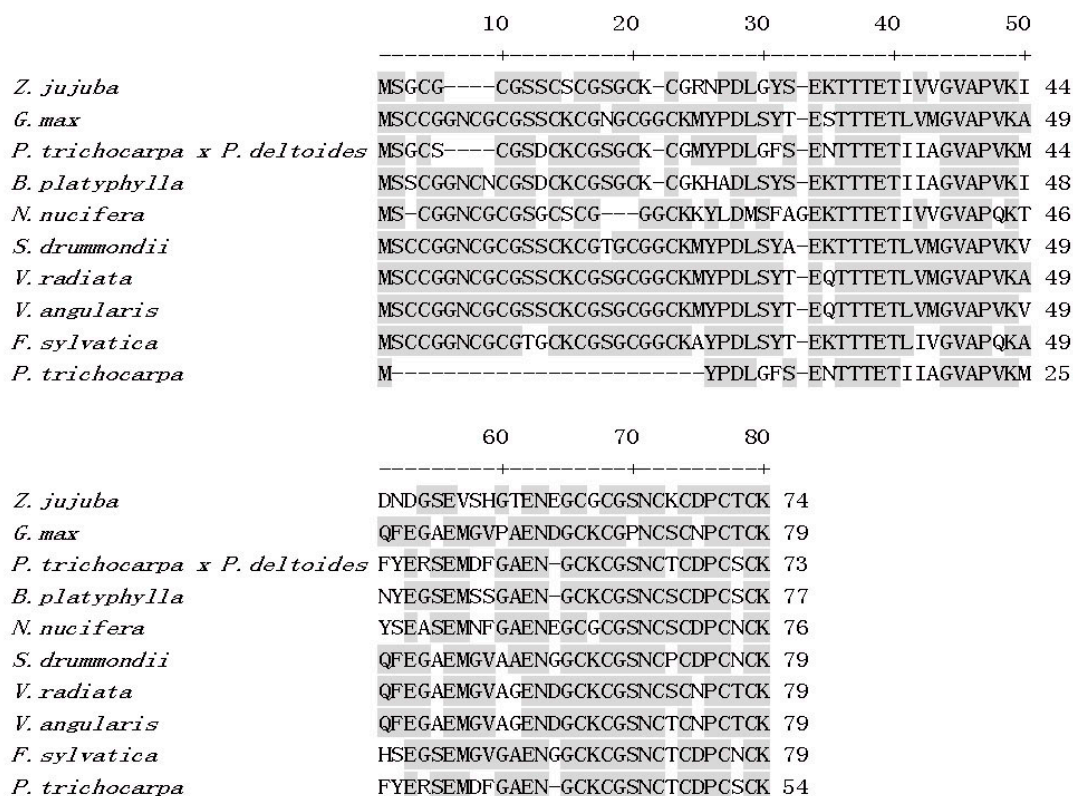 10 20 30 40 50
---------+---------+---------+---------+---------+
Z. jujuba MSGCG----CGSSCSCGSGCK-CGRNPDLGYS-EKTTTETIVVGVAPVKI 44
G. max MSCCGGNCGCGSSCKCGNGCGGCKMYPDLSYT-ESTTTETLVMGVAPVKA 49
P. trichocarpa x P. deltoides MSGCS----CGSDCKCGSGCK-CGMYPDLGFS-ENTTTETIIAGVAPVKM 44
B. platyphylla MSSCGGNCNCGSDCKCGSGCK-CGKHADLSYS-EKTTTETIIAGVAPVKI 48
N. nucifera MS-CGGNCGCGSGCSCG---GGCKKYLDMSFAGEKTTTETIVVGVAPQKT 46
S. drummondii MSCCGGNCGCGSSCKCGTGCGGCKMYPDLSYA-EKTTTETLVMGVAPVKV 49
V. radiata MSCCGGNCGCGSSCKCGSGCGGCKMYPDLSYT-EQTTTETLVMGVAPVKA 49
V. angularis MSCCGGNCGCGSSCKCGSGCGGCKMYPDLSYT-EQTTTETLVMGVAPVKV 49
F. sylvatica MSCCGGNCGCGTGCKCGSGCGGCKAYPDLSYT-EKTTTETLIVGVAPQKA 49
P. trichocarpa M------------------------YPDLGFS-ENTTTETIIAGVAPVKM 25
60 70 80
---------+---------+---------+
Z. jujuba DNDGSEVSHGTENEGCGCGSNCKCDPCTCK 74
G. max QFEGAEMGVPAENDGCKCGPNCSCNPCTCK 79
P. trichocarpa x P. deltoides FYERSEMDFGAEN-GCKCGSNCTCDPCSCK 73
B. platyphylla NYEGSEMSSGAEN-GCKCGSNCSCDPCSCK 77
N. nucifera YSEASEMNFGAENEGCGCGSNCSCDPCNCK 76
S. drummondii QFEGAEMGVAAENGGCKCGSNCPCDPCNCK 79
V. radiata QFEGAEMGVAGENDGCKCGSNCSCNPCTCK 79
V. angularis QFEGAEMGVAGENDGCKCGSNCTCNPCTCK 79
F. sylvatica HSEGSEMGVGAENGGCKCGSNCTCDPCNCK 79
P. trichocarpa FYERSEMDFGAEN-GCKCGSNCTCDPCSCK 54